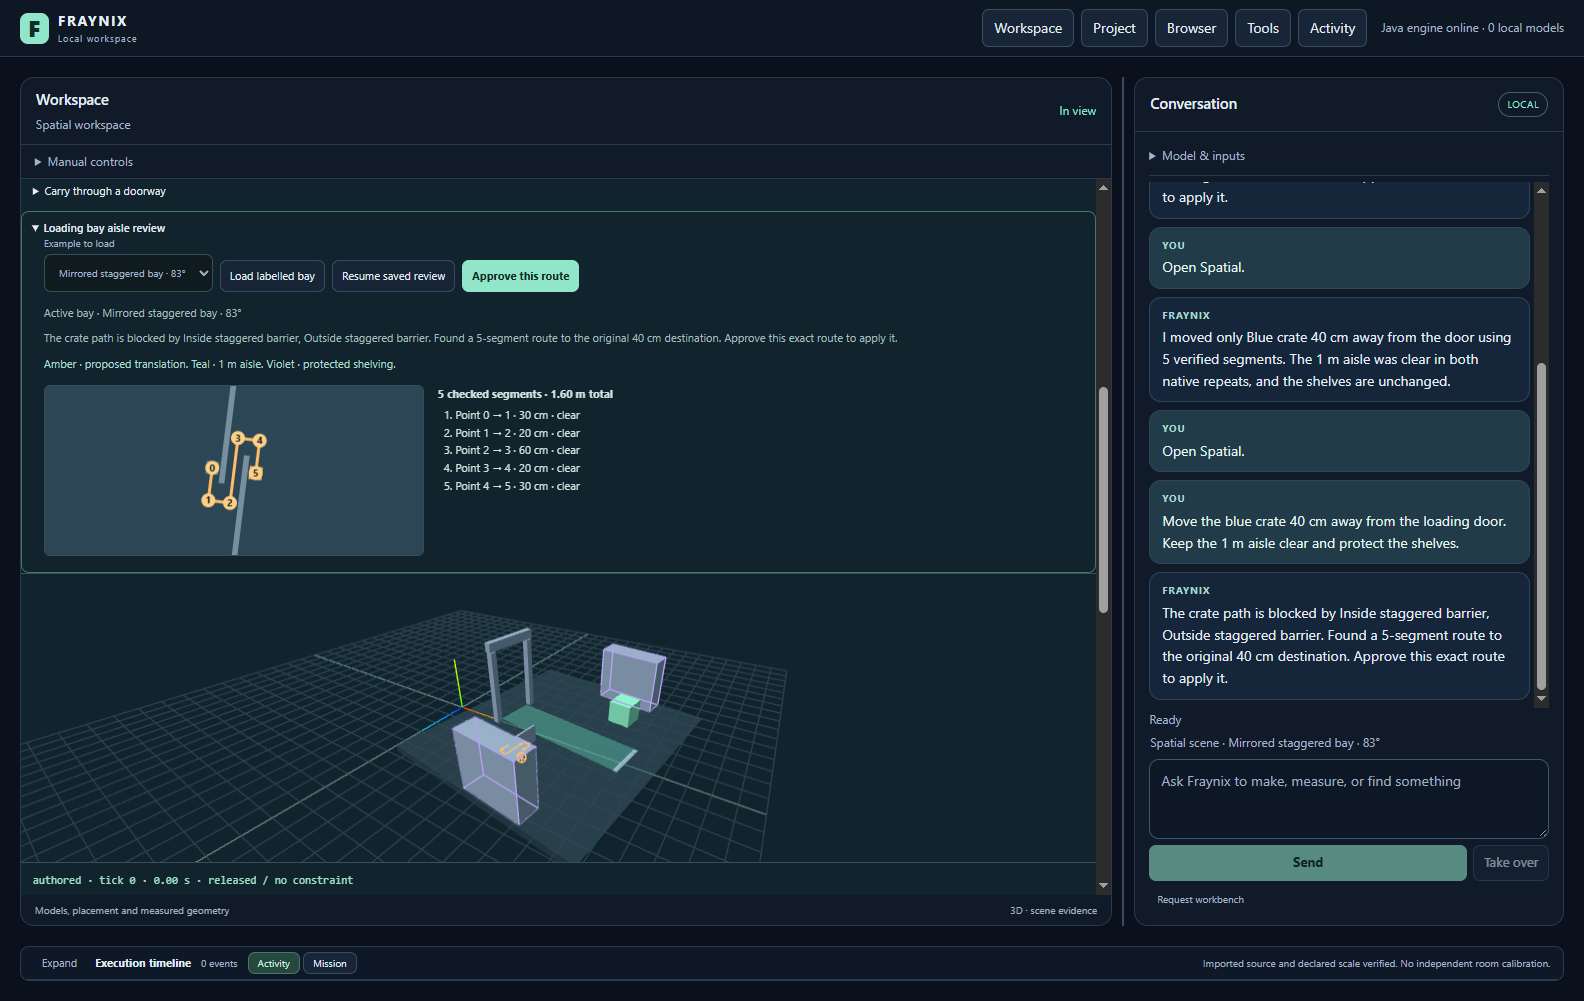 F
FRAYNIX
Local workspace
Workspace
Project
Browser
Tools
Activity
Java engine online · 0 local models
Workspace
Spatial workspace
In view
Manual controls
Carry through a doorway
Loading bay aisle review
Example to load
Mirrored staggered bay · 83°
Load labelled bay
Resume saved review
Approve this route
Active bay · Mirrored staggered bay · 83°
The crate path is blocked by Inside staggered barrier, Outside staggered barrier. Found a 5-segment route to the original 40 cm destination. Approve this exact route to apply it.
Amber · proposed translation. Teal · 1 m aisle. Violet · protected shelving.
0
1
2
3
4
5
5 checked segments · 1.60 m total
1. Point 0 → 1 · 30 cm · clear
2. Point 1 → 2 · 20 cm · clear
3. Point 2 → 3 · 60 cm · clear
4. Point 3 → 4 · 20 cm · clear
5. Point 4 → 5 · 30 cm · clear
authored · tick 0 · 0.00 s · released / no constraint
Models, placement and measured geometry
3D · scene evidence
Conversation
LOCAL
Model & inputs
to apply it.
YOU
Open Spatial.
FRAYNIX
I moved only Blue crate 40 cm away from the door using
5 verified segments. The 1 m aisle was clear in both
native repeats, and the shelves are unchanged.
YOU
Open Spatial.
YOU
Move the blue crate 40 cm away from the loading door.
Keep the 1 m aisle clear and protect the shelves.
FRAYNIX
The crate path is blocked by Inside staggered barrier,
Outside staggered barrier. Found a 5-segment route to
the original 40 cm destination. Approve this exact route
to apply it.
Ready
Spatial scene · Mirrored staggered bay · 83°
Ask Fraynix to make, measure, or find something
Send
Take over
Request workbench
Expand
Execution timeline
0 events
Activity
Mission
Imported source and declared scale verified. No independent room calibration.